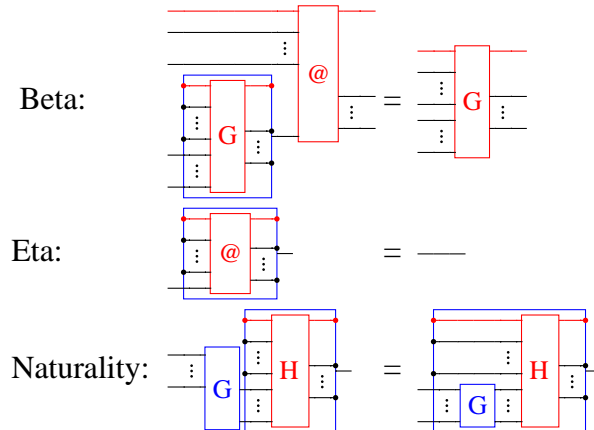 @
Beta: G = G
Eta: @ =
Naturality: G H = G H